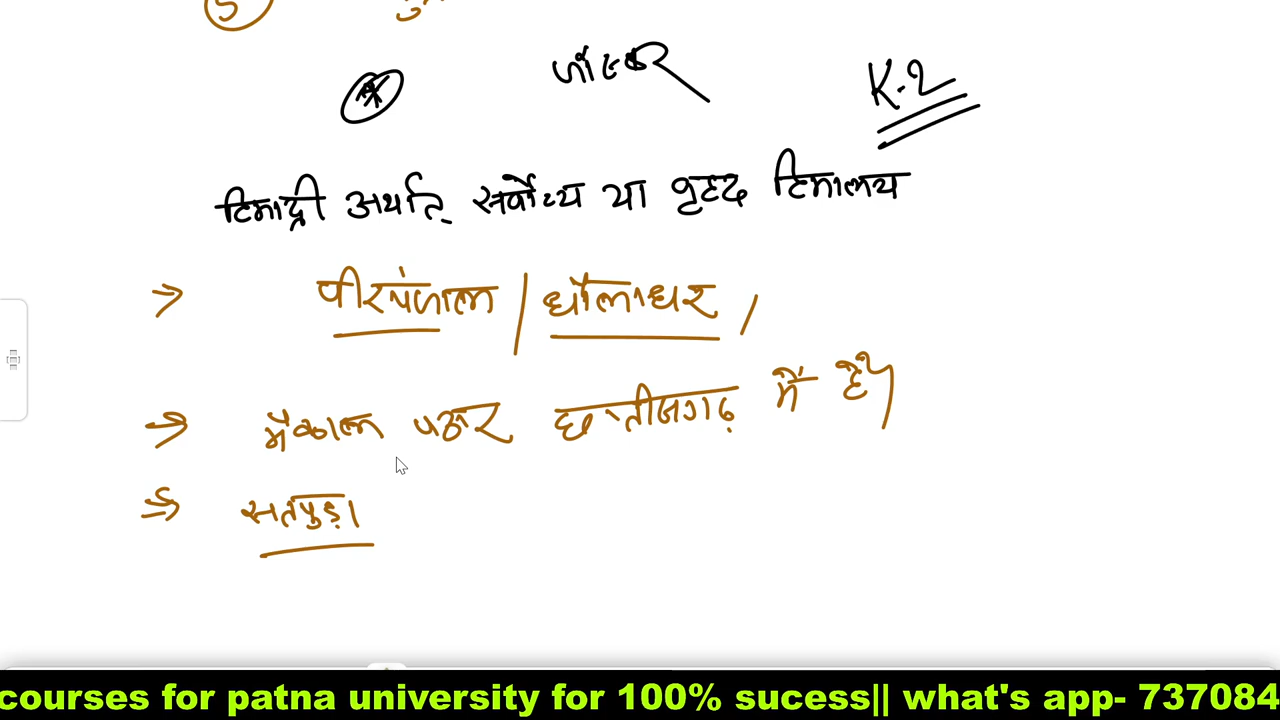 5
जास्कर K-2
हिमाद्री अर्थात् सर्वोच्य या वृहद हिमालय
→ पीरपंजाल / धौलाधर /
→ मैकाल पठार छत्तीसगढ़ में है।
⇒ सतपुड़ा
courses for patna university for 100% sucess|| what's app- 737084